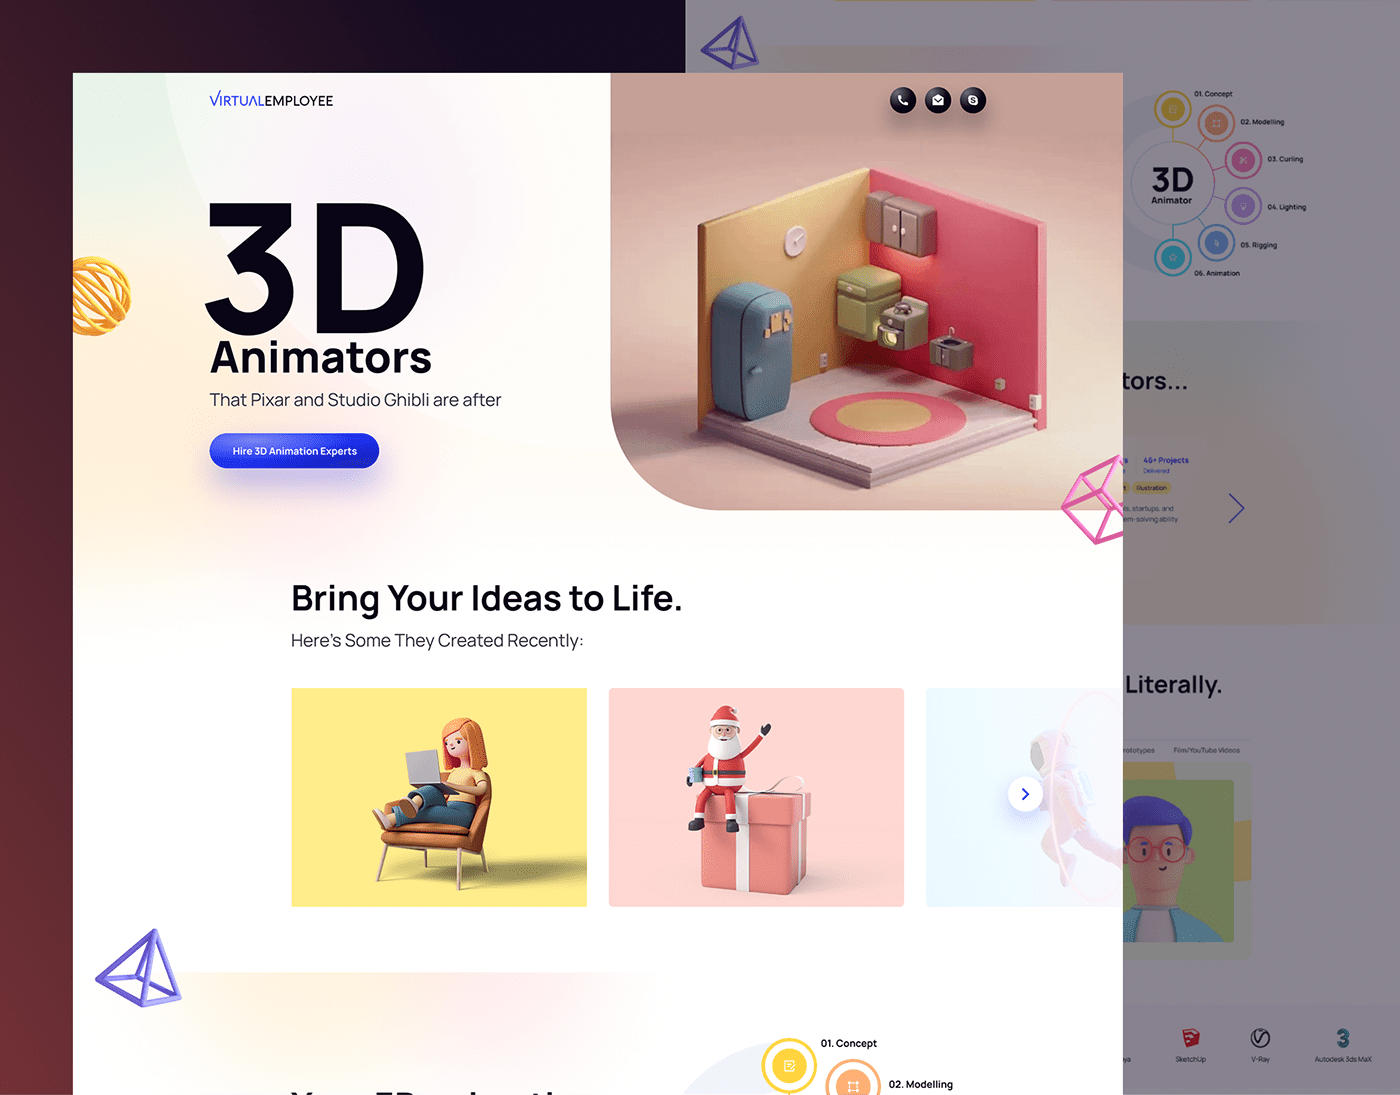 VIRTUALEMPLOYEE
3D
Animators
That Pixar and Studio Ghibli are after
Hire 3D Animation Experts
Bring Your Ideas to Life.
Here's Some They Created Recently:
01. Concept
02. Modelling
01. Concept
02. Modelling
03. Curling
04. Lighting
05. Rigging
06. Animation
3D
Animator
tors...
46+ Projects
Delivered
Illustration
startups, and
em-solving ability
Literally.
rototypes
Film/YouTube Videos
SketchUp
V-Ray
Autodesk 3ds MaX